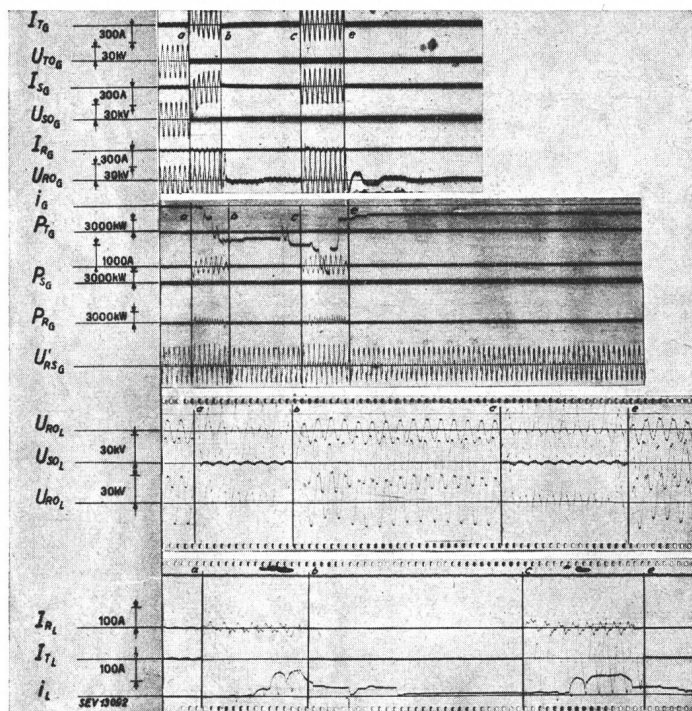 I_TG
300A
a b c e
U_TOG
30kV
I_SG
300A
U_SOG
30kV
I_RG
300A
U_ROG
30kV
i_G
a b c e
P_TG
3000kW
1000A
P_SG
3000kW
P_RG
3000kW
U'_RSG
a b c e
U_ROL
30kV
U_SOL
30kV
U_ROL
a b c e
I_RL
100A
I_TL
100A
i_L
SEV 13092